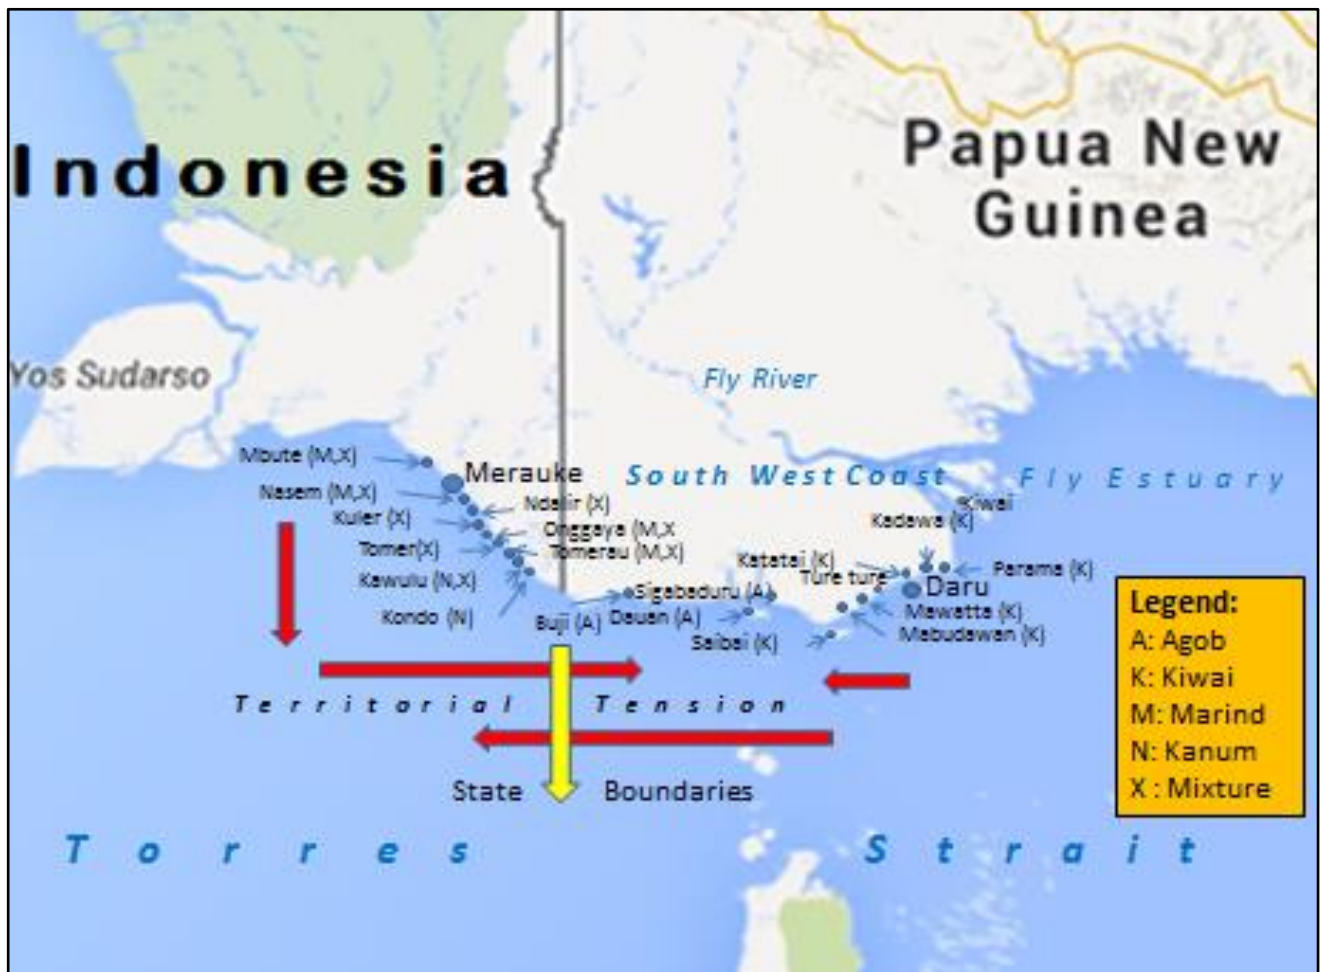 Indonesia
Papua New
Guinea
Yos Sudarso
Fly River
Mbute (M,X)
Merauke
South West Coast
Fly Estuary
Nasem (M,X)
Ndalir (X)
Kiwai
Kuler (X)
Onggaya (M,X
Kadawa (K)
Tomer(X)
Tomerau (M,X)
Katatai (K)
Ture ture
Parama (K)
Kawulu (N,X)
Sigabaduru (A)
Daru
Kondo (N)
Buji (A)
Dauan (A)
Mawatta (K)
Saibai (K)
Mabudawan (K)
Legend:
A: Agob
K: Kiwai
M: Marind
N: Kanum
X : Mixture
Territorial Tension
State Boundaries
Torres Strait